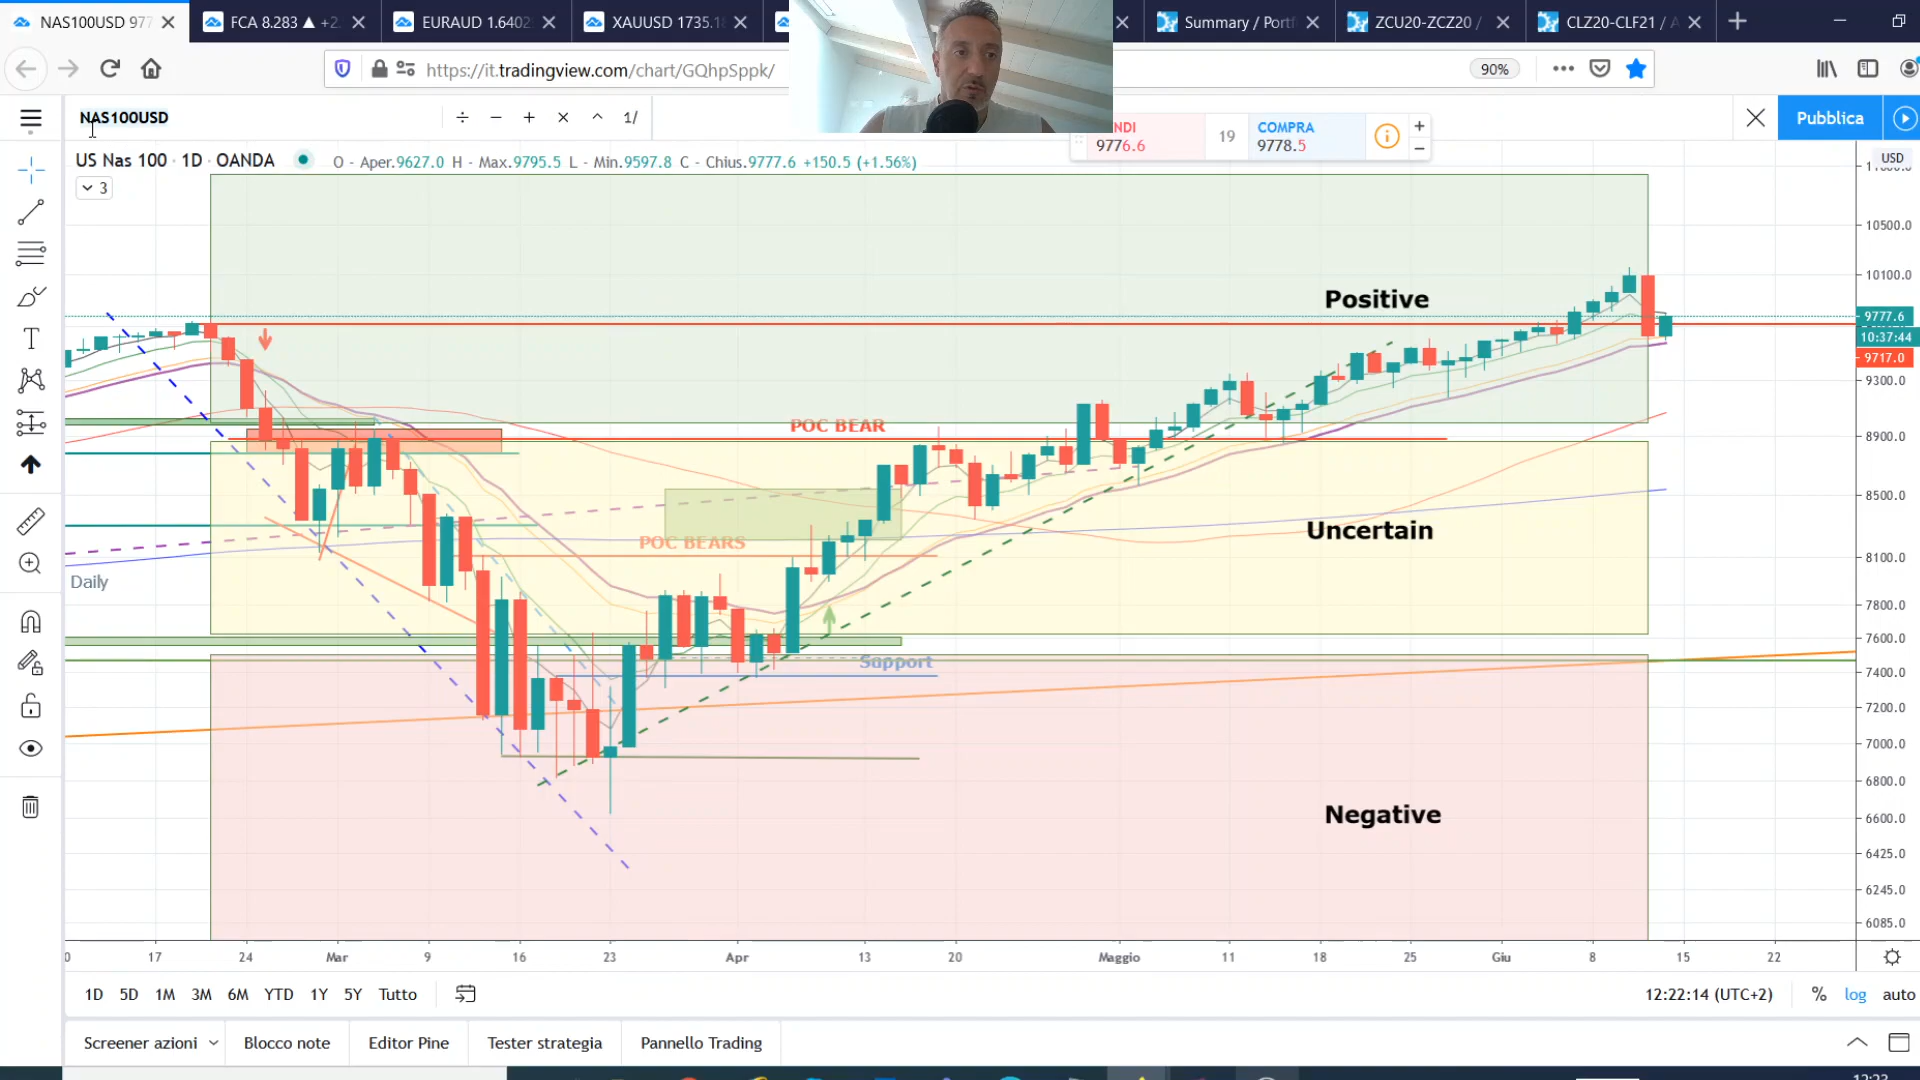 NAS100USD 977
FCA 8.283 ▲ +2.
EURAUD 1.6402
XAUUSD 1735.1
Summary / Portf
ZCU20-ZCZ20 /
CLZ20-CLF21 / A
https://it.tradingview.com/chart/GQhpSppk/
90%
NAS100USD
÷ − + × ^ 1/
NDI
9776.6
19
COMPRA
9778.5
Pubblica
US Nas 100 · 1D · OANDA
O - Aper.9627.0 H - Max.9795.5 L - Min.9597.8 C - Chius.9777.6 +150.5 (+1.56%)
3
USD
10500.0
10100.0
9777.6
10:37:44
9717.0
9300.0
8900.0
8500.0
8100.0
7800.0
7600.0
7400.0
7200.0
7000.0
6800.0
6600.0
6425.0
6245.0
6085.0
Positive
POC BEAR
Uncertain
POC BEARS
Daily
Support
Negative
17 24 Mar 9 16 23 Apr 13 20 Maggio 11 18 25 Giu 8 15 22
1D 5D 1M 3M 6M YTD 1Y 5Y Tutto
12:22:14 (UTC+2)
% log auto
Screener azioni
Blocco note
Editor Pine
Tester strategia
Pannello Trading